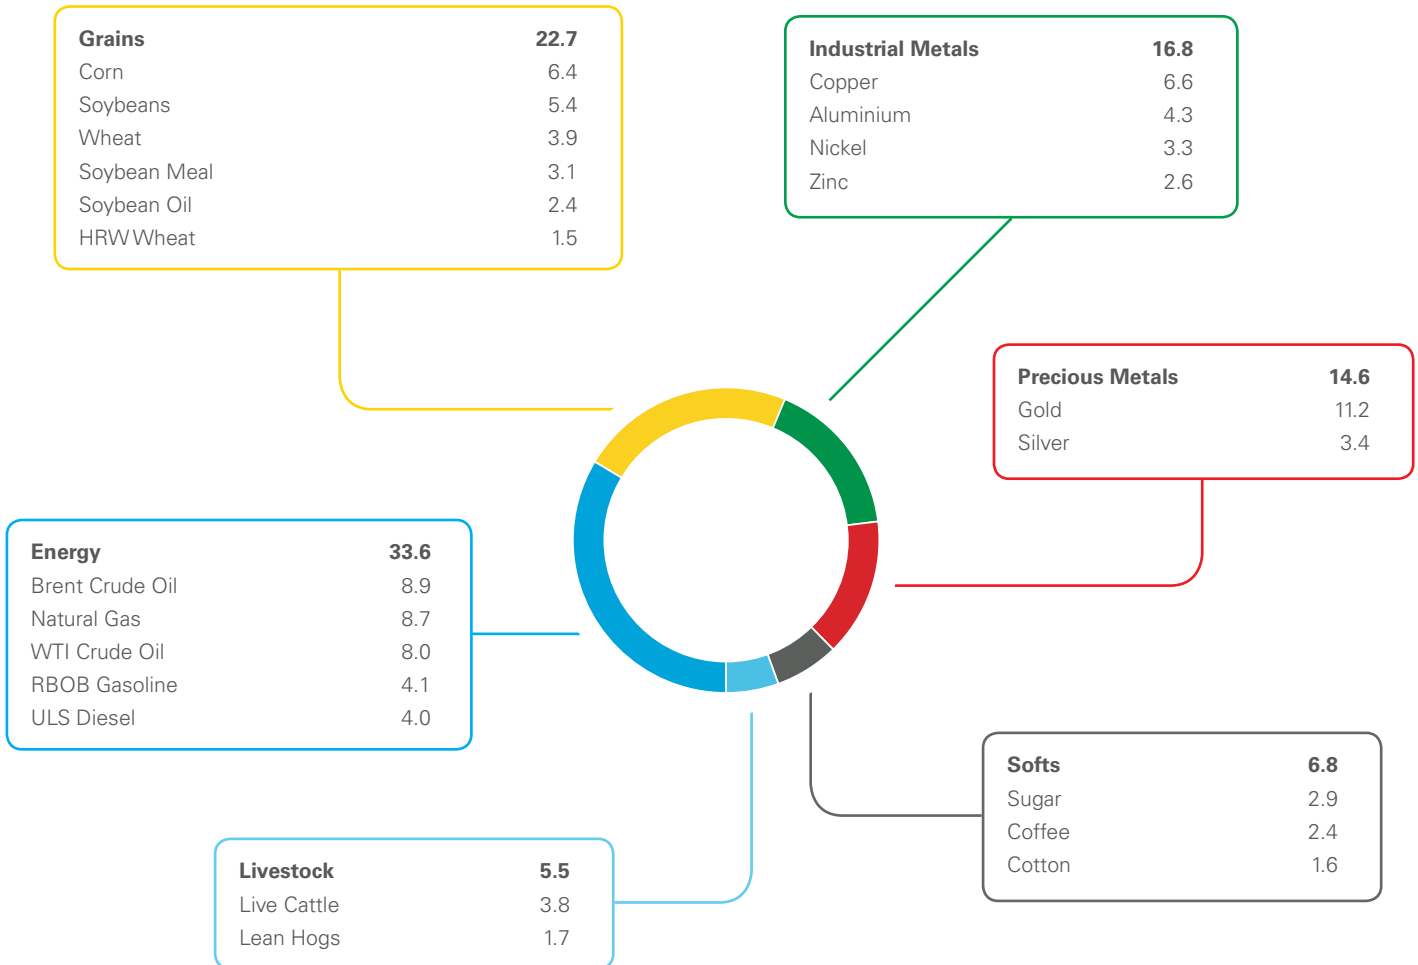 Grains 22.7
Corn 6.4
Soybeans 5.4
Wheat 3.9
Soybean Meal 3.1
Soybean Oil 2.4
HRW Wheat 1.5
Industrial Metals 16.8
Copper 6.6
Aluminium 4.3
Nickel 3.3
Zinc 2.6
Precious Metals 14.6
Gold 11.2
Silver 3.4
Energy 33.6
Brent Crude Oil 8.9
Natural Gas 8.7
WTI Crude Oil 8.0
RBOB Gasoline 4.1
ULS Diesel 4.0
Softs 6.8
Sugar 2.9
Coffee 2.4
Cotton 1.6
Livestock 5.5
Live Cattle 3.8
Lean Hogs 1.7